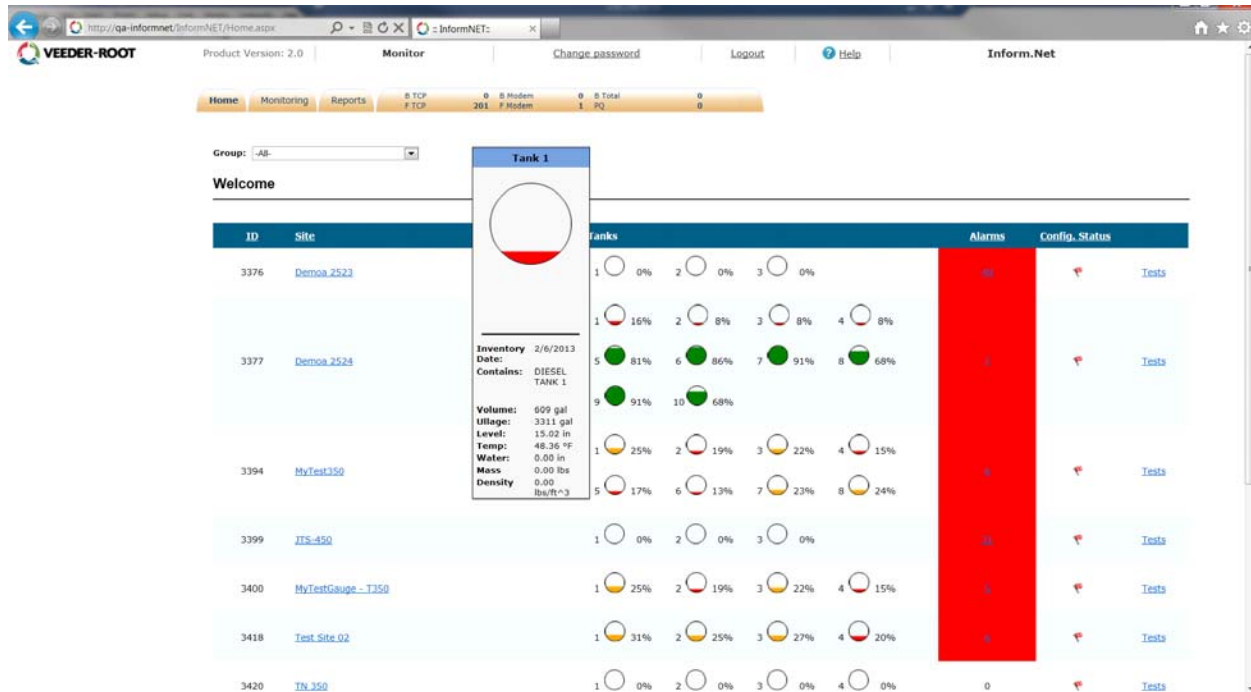 http://qa-informnet/InformNET/Home.aspx
:: InformNET::
VEEDER-ROOT
Product Version: 2.0 Monitor Change password Logout Help Inform.Net
Home Monitoring Reports
B TCP 0 B Modem 0 B Total 0
F TCP 201 F Modem 1 PQ 0
Group: -All-
Welcome
Tank 1
Inventory Date: 2/6/2013
Contains: DIESEL
TANK 1
Volume: 609 gal
Ullage: 3311 gal
Level: 15.02 in
Temp: 48.36 ºF
Water: 0.00 in
Mass 0.00 lbs
Density 0.00
lbs/ft^3
ID Site Tanks Alarms Config. Status
3376 Demoa 2523 1 0% 2 0% 3 0% Tests
1 16% 2 8% 3 8% 4 8%
3377 Demoa 2524 5 81% 6 86% 7 91% 8 68% Tests
9 91% 10 68%
1 25% 2 19% 3 22% 4 15%
3394 MyTest350 Tests
5 17% 6 13% 7 23% 8 24%
3399 JTS-450 1 0% 2 0% 3 0% Tests
3400 MyTestGauge - T350 1 25% 2 19% 3 22% 4 15% Tests
3418 Test Site 02 1 31% 2 25% 3 27% 4 20% Tests
3420 TN 350 1 0% 2 0% 3 0% 4 0% 0 Tests